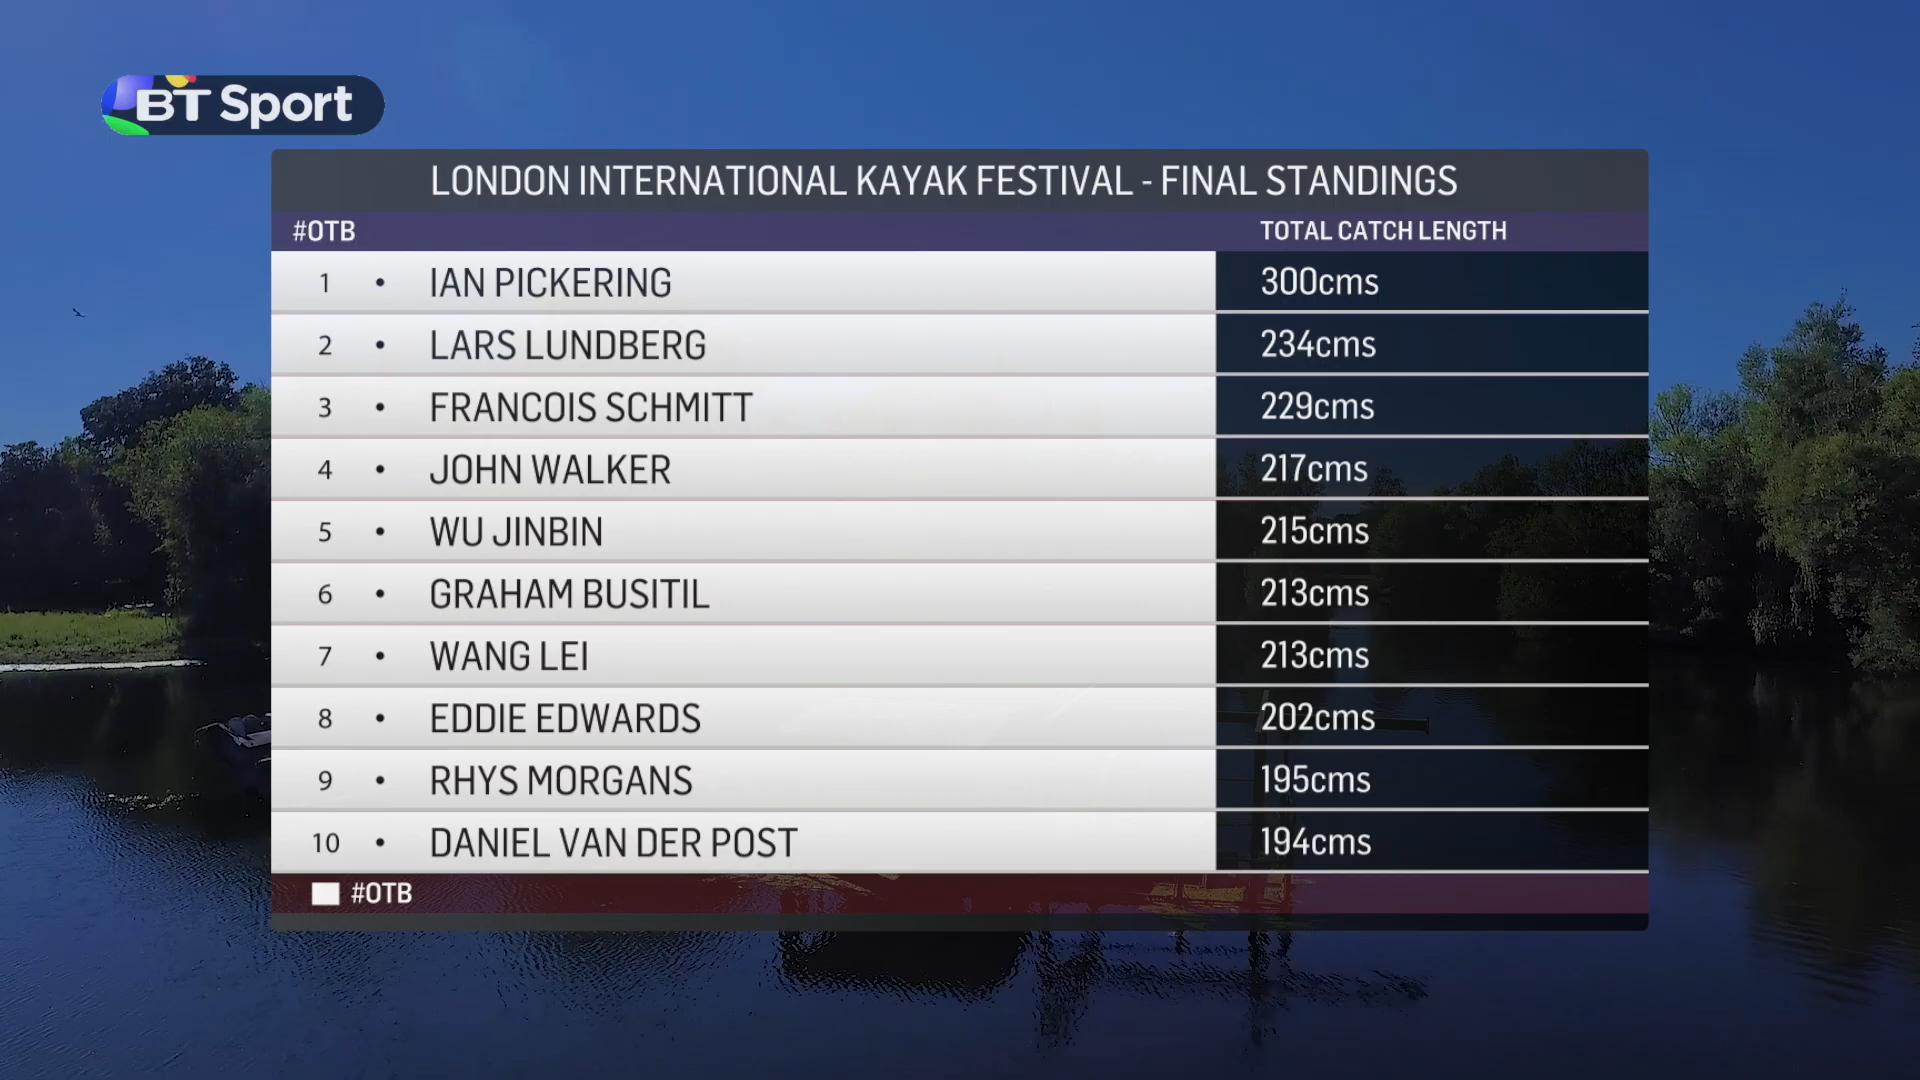 BT Sport
LONDON INTERNATIONAL KAYAK FESTIVAL - FINAL STANDINGS
#OTB TOTAL CATCH LENGTH
1 • IAN PICKERING 300cms
2 • LARS LUNDBERG 234cms
3 • FRANCOIS SCHMITT 229cms
4 • JOHN WALKER 217cms
5 • WU JINBIN 215cms
6 • GRAHAM BUSITIL 213cms
7 • WANG LEI 213cms
8 • EDDIE EDWARDS 202cms
9 • RHYS MORGANS 195cms
10 • DANIEL VAN DER POST 194cms
#OTB